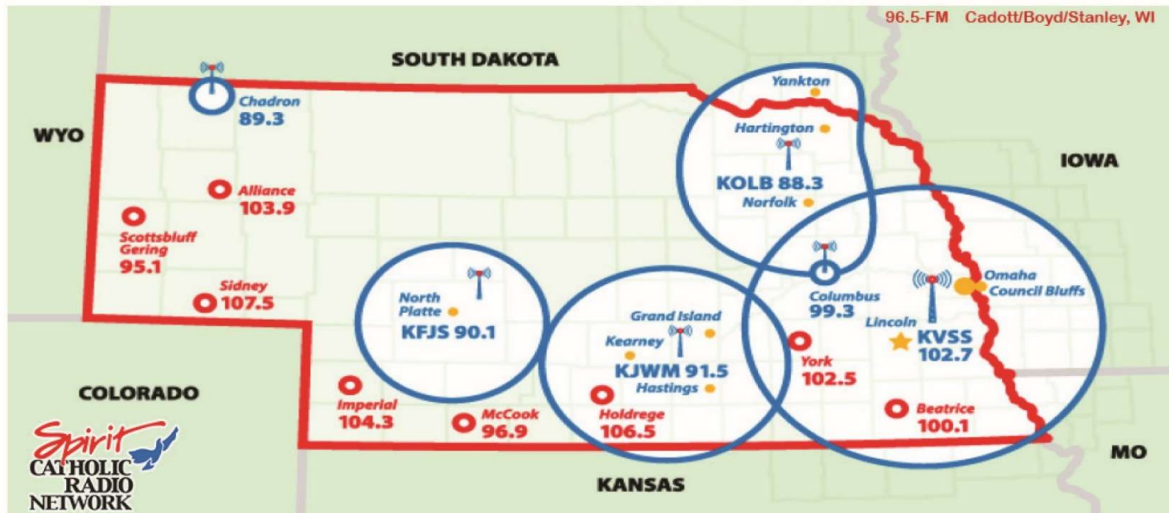 96.5-FM Cadott/Boyd/Stanley, WI
SOUTH DAKOTA
Yankton
Chadron
89.3
WYO
Hartington
IOWA
KOLB 88.3
Alliance
103.9
Norfolk
Scottsbluff
Gering
95.1
Sidney
107.5
North
Platte
KFJS 90.1
Grand Island
Kearney
KJWM 91.5
Hastings
Columbus
99.3
Omaha
Council Bluffs
Lincoln
KVSS
102.7
York
102.5
COLORADO
Imperial
104.3
McCook
96.9
Holdrege
106.5
Beatrice
100.1
MO
KANSAS
Spirit
CATHOLIC
RADIO
NETWORK